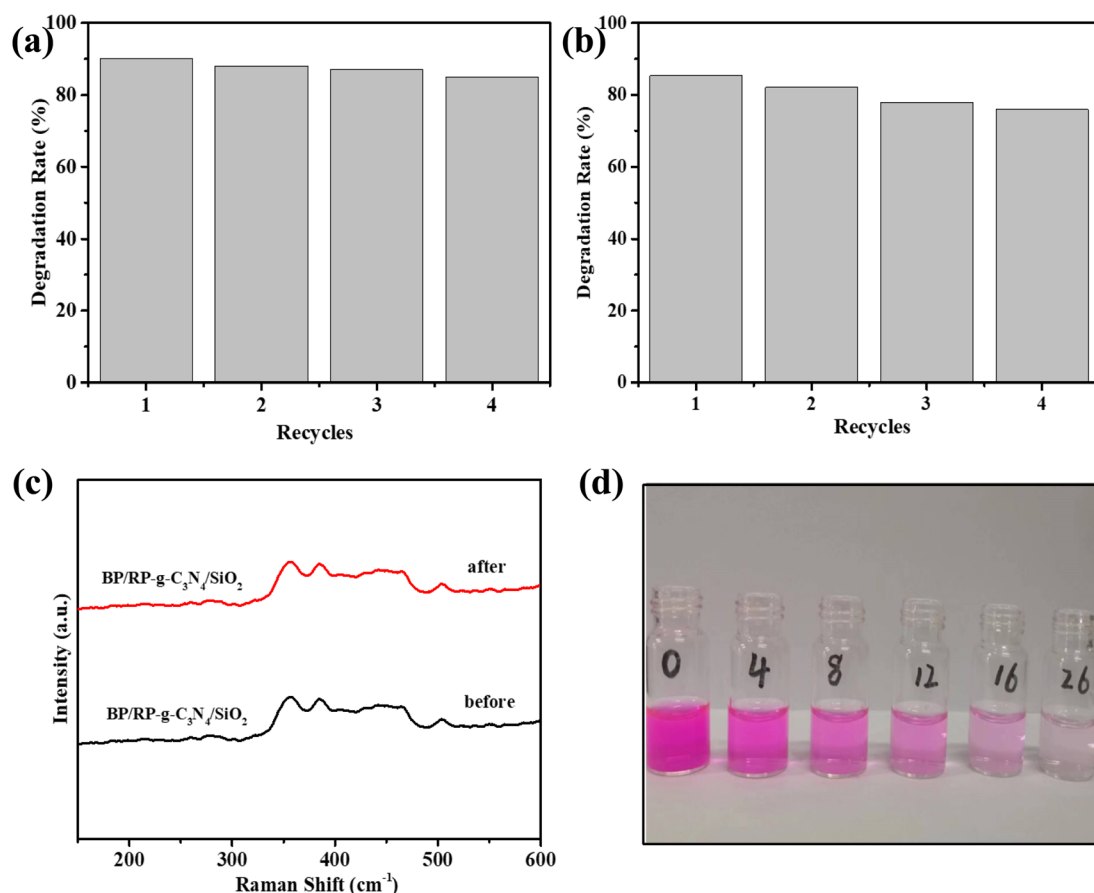 (a)
100
80
60
40
20
0
Degradation Rate (%)
1 2 3 4
Recycles
(b)
100
80
60
40
20
0
Degradation Rate (%)
1 2 3 4
Recycles
(c)
BP/RP-g-C₃N₄/SiO₂ after
BP/RP-g-C₃N₄/SiO₂ before
Intensity (a.u.)
200 300 400 500 600
Raman Shift (cm⁻¹)
(d)
0 4 8 12 16 26